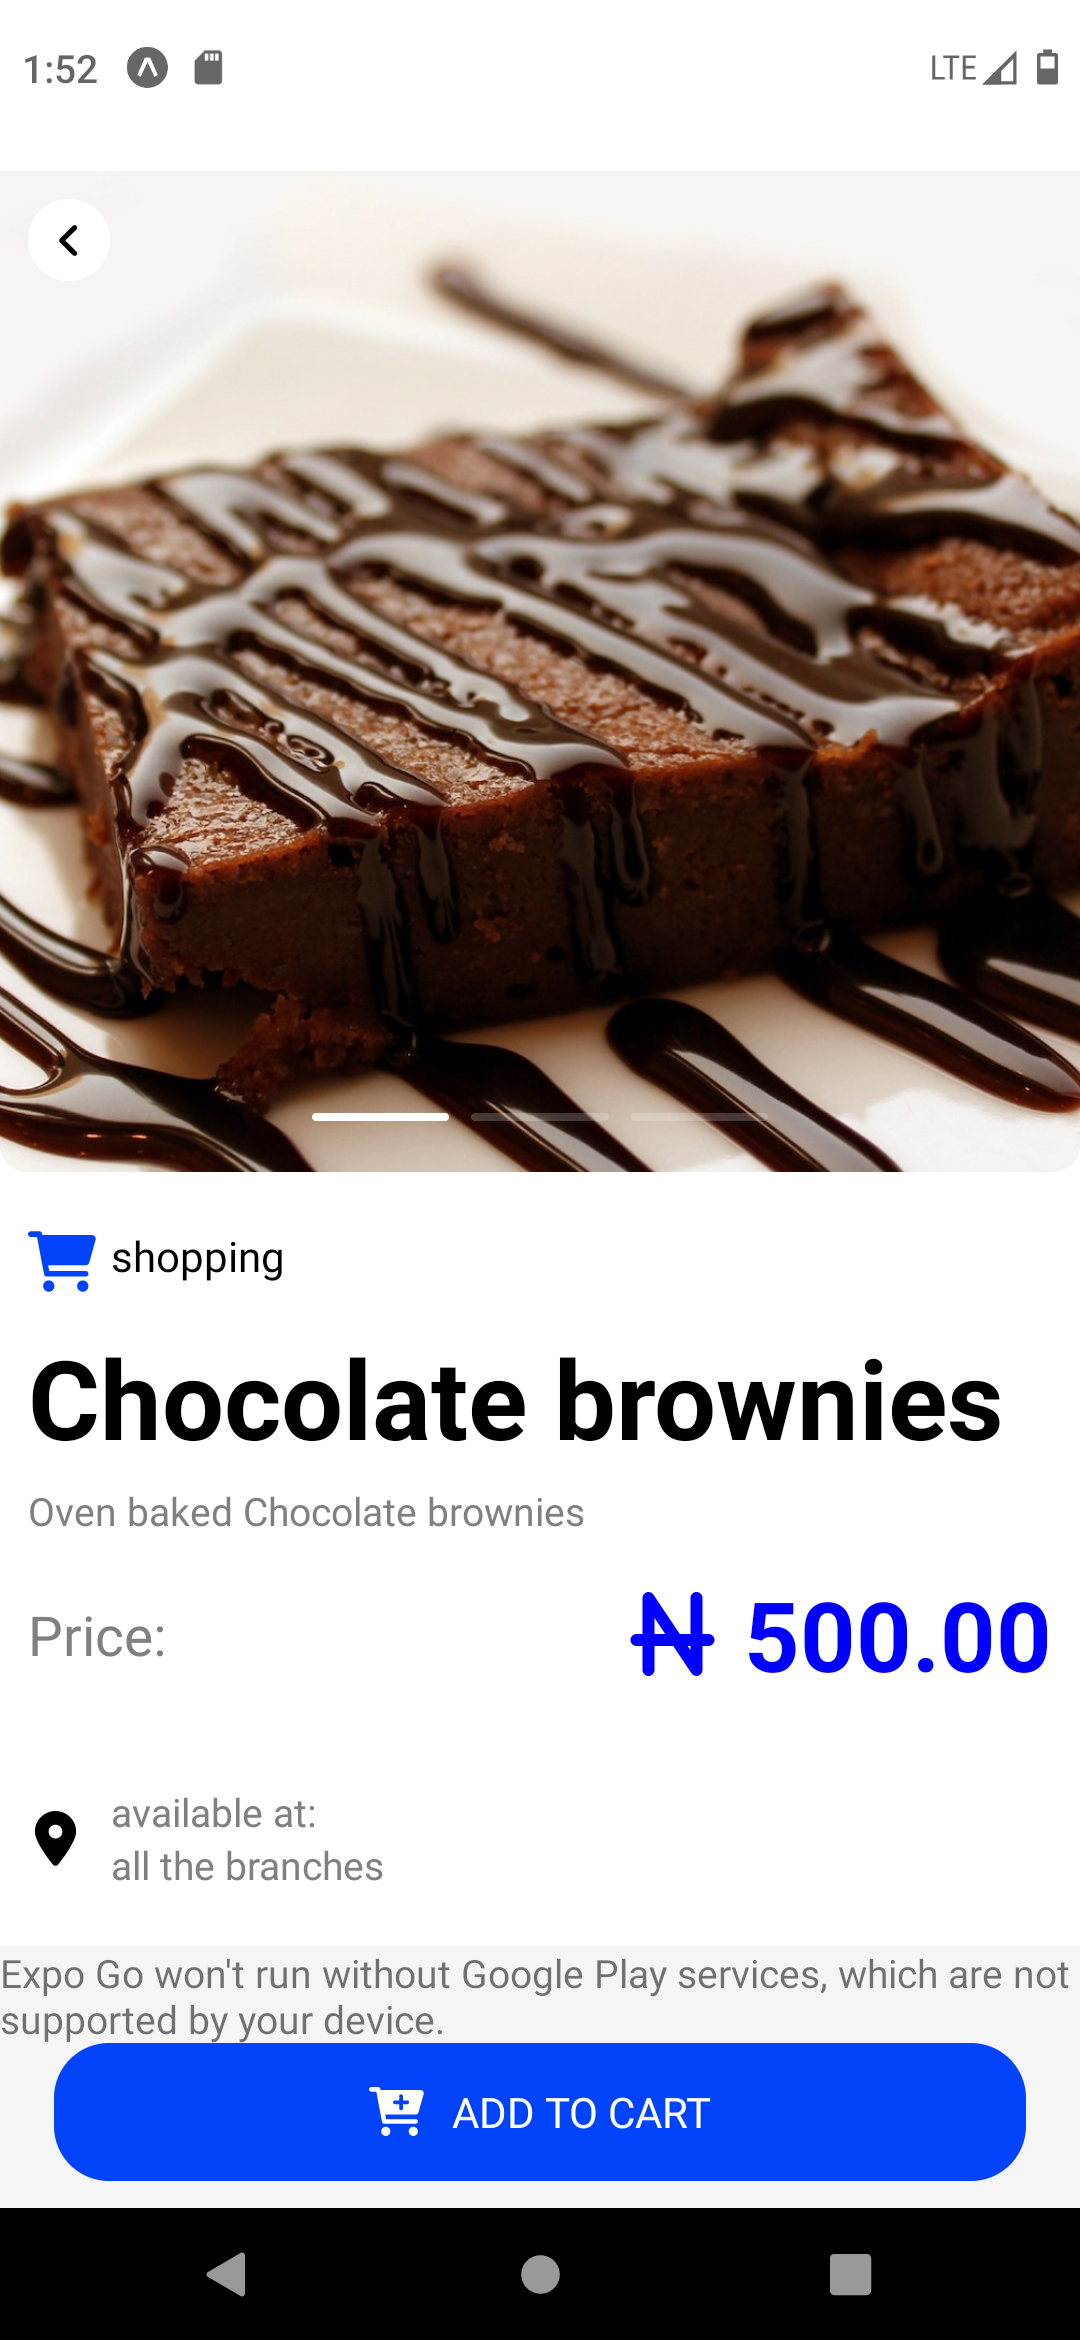 1:52
LTE
shopping
Chocolate brownies
Oven baked Chocolate brownies
Price:
₦ 500.00
available at:
all the branches
Expo Go won't run without Google Play services, which are not
supported by your device.
ADD TO CART